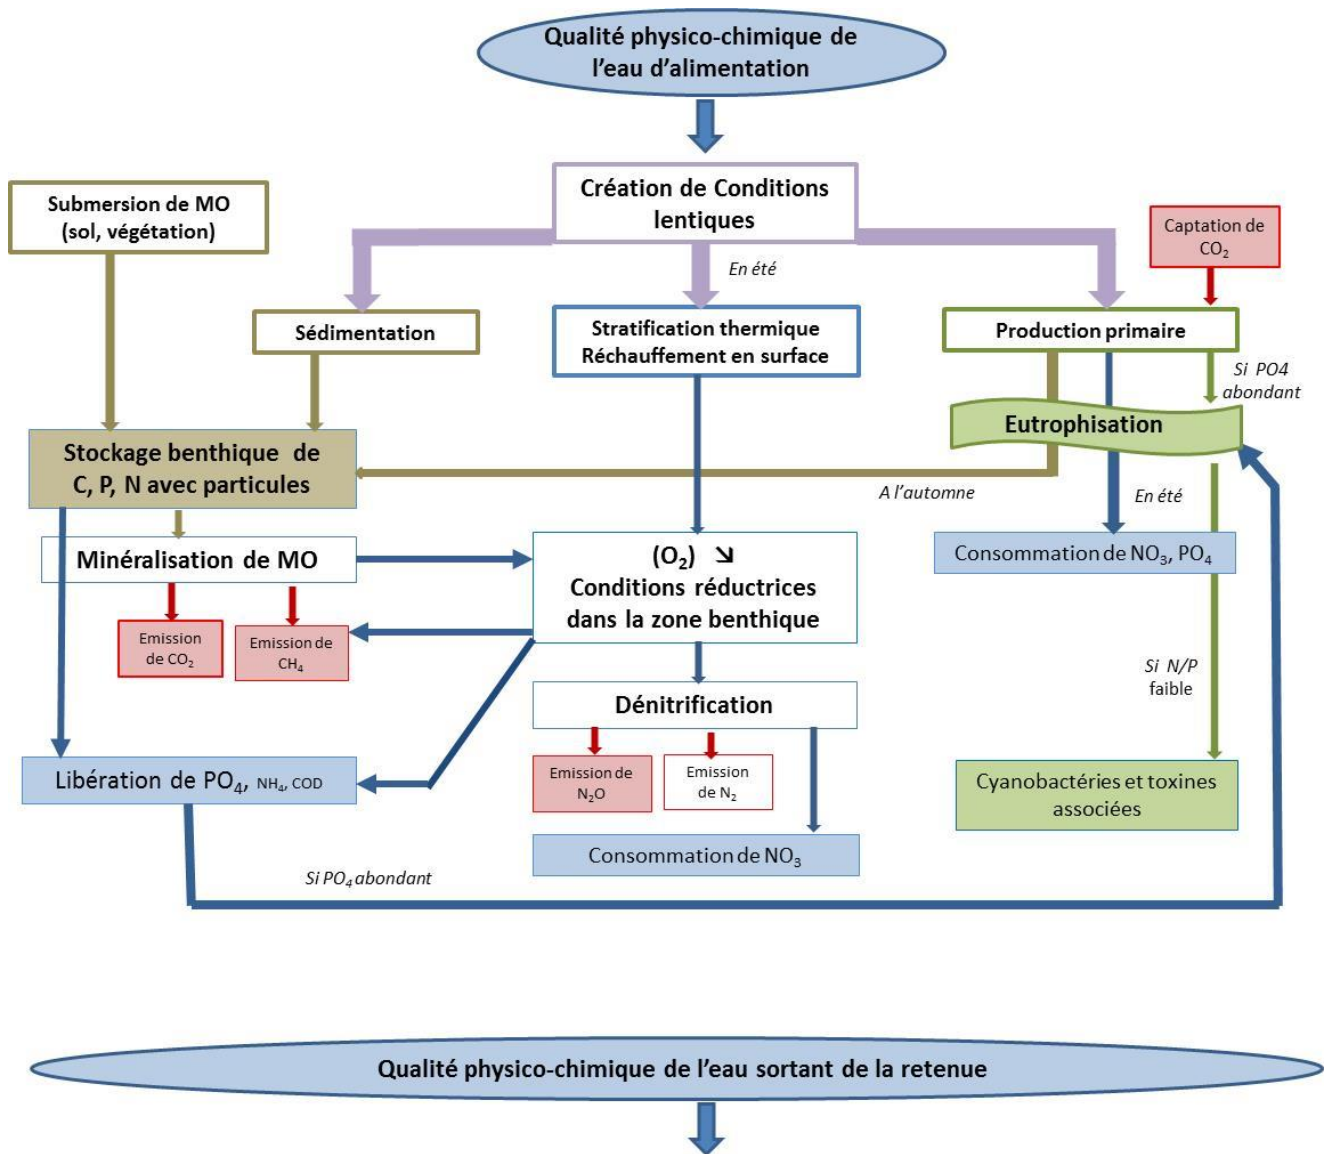 Qualité physico-chimique de
l’eau d’alimentation
Création de Conditions
lentiques
Submersion de MO
(sol, végétation)
Captation de
CO₂
En été
Sédimentation
Stratification thermique
Réchauffement en surface
Production primaire
Si PO4
abondant
Eutrophisation
Stockage benthique de
C, P, N avec particules
A l’automne
En été
Minéralisation de MO
(O₂) ↘
Conditions réductrices
dans la zone benthique
Consommation de NO₃, PO₄
Emission
de CO₂
Emission de
CH₄
Si N/P
faible
Dénitrification
Libération de PO₄, NH₄, COD
Emission de
N₂O
Emission
de N₂
Cyanobactéries et toxines
associées
Consommation de NO₃
Si PO₄ abondant
Qualité physico-chimique de l’eau sortant de la retenue